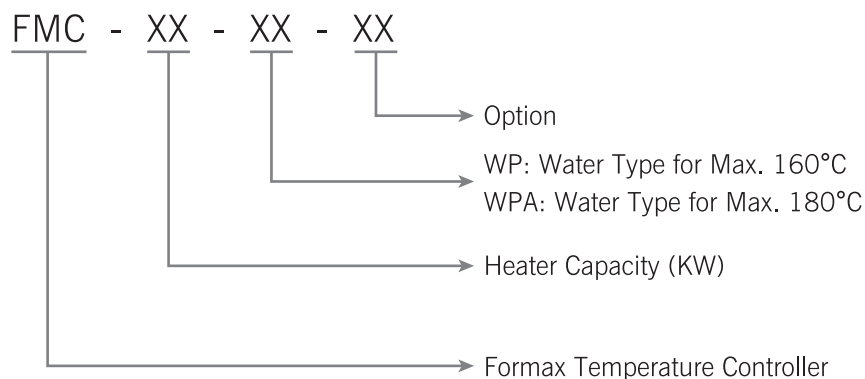 FMC - XX - XX - XX
Option
WP: Water Type for Max. 160°C
WPA: Water Type for Max. 180°C
Heater Capacity (KW)
Formax Temperature Controller